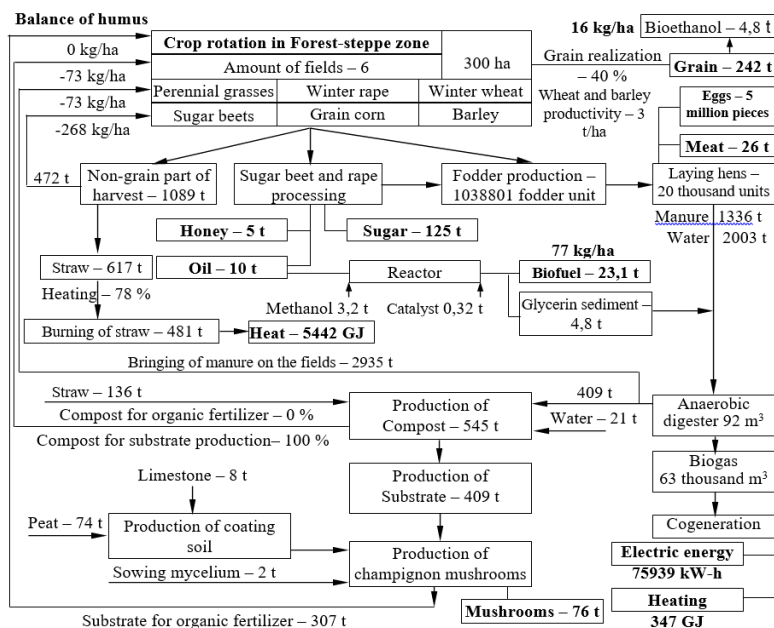 Balance of humus
0 kg/ha
-73 kg/ha
-73 kg/ha
-268 kg/ha
Crop rotation in Forest-steppe zone
Amount of fields – 6
300 ha
Perennial grasses
Winter rape
Winter wheat
Sugar beets
Grain corn
Barley
16 kg/ha
Bioethanol – 4,8 t
Grain realization
– 40 %
Wheat and barley
productivity – 3
t/ha
Grain – 242 t
Eggs – 5
million pieces
Meat – 26 t
472 t
Non-grain part of
harvest – 1089 t
Sugar beet and rape
processing
Fodder production –
1038801 fodder unit
Laying hens –
20 thousand units
Manure 1336 t
Water 2003 t
Honey – 5 t
Sugar – 125 t
Straw – 617 t
Oil – 10 t
Reactor
77 kg/ha
Biofuel – 23,1 t
Heating – 78 %
Methanol 3,2 t
Catalyst 0,32 t
Glycerin sediment –
4,8 t
Burning of straw – 481 t
Heat – 5442 GJ
Bringing of manure on the fields – 2935 t
Straw – 136 t
Compost for organic fertilizer – 0 %
Compost for substrate production– 100 %
Production of
Compost – 545 t
409 t
Water – 21 t
Anaerobic
digester 92 m³
Biogas
63 thousand m³
Cogeneration
Limestone – 8 t
Production of
Substrate – 409 t
Peat – 74 t
Production of coating
soil
Production of
champignon mushrooms
Sowing mycelium – 2 t
Electric energy
75939 kW-h
Mushrooms – 76 t
Heating
347 GJ
Substrate for organic fertilizer – 307 t